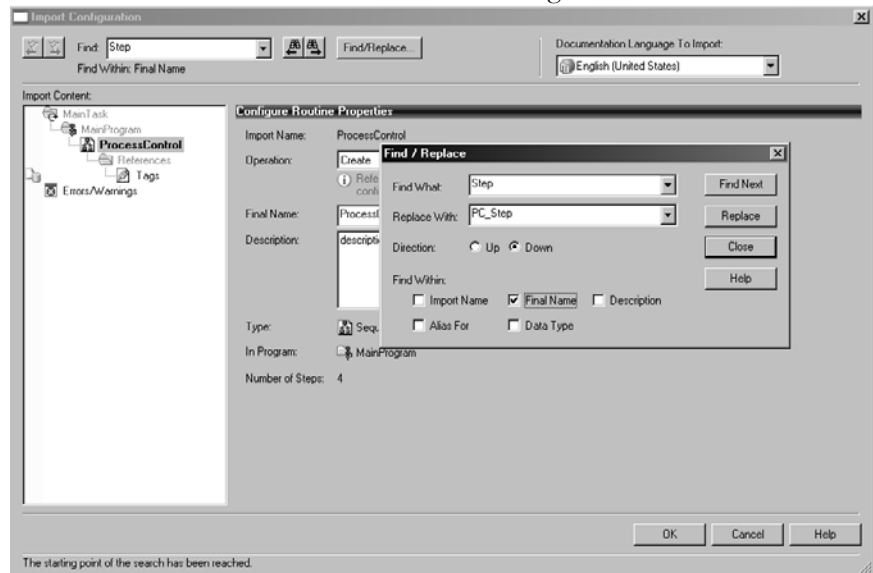 Import Configuration
Find: Step
Find/Replace...
Find Within: Final Name
Documentation Language To Import:
English (United States)
Import Content:
MainTask
MainProgram
ProcessControl
References
Tags
Errors/Warnings
Configure Routine Properties
Import Name: ProcessControl
Operation: Create
Final Name:
Description:
Type:
In Program: MainProgram
Number of Steps: 4
Find / Replace
Find What: Step
Find Next
Replace With: PC_Step
Replace
Direction: Up Down
Close
Find Within:
Help
Import Name Final Name Description
Alias For Data Type
OK Cancel Help
The starting point of the search has been reached.